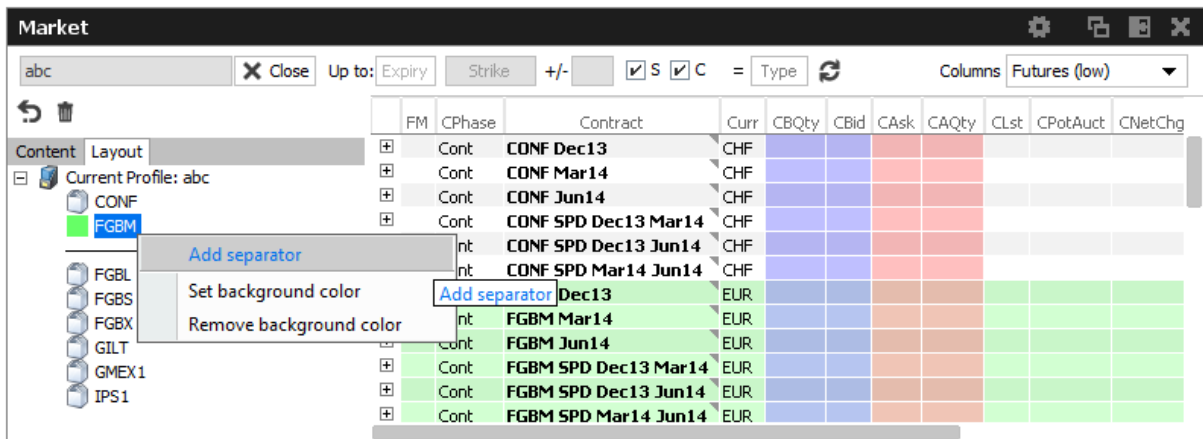 Market
abc Close Up to: Expiry Strike +/- S C = Type Columns Futures (low)
FM CPhase Contract Curr CBQty CBid CAsk CAQty CLst CPotAuct CNetChg
Content Layout
Current Profile: abc
CONF
FGBM
FGBL
FGBS
FGBX
GILT
GMEX1
IPS1
Add separator
Set background color
Remove background color
Add separator
Cont CONF Dec13 CHF
Cont CONF Mar14 CHF
Cont CONF Jun14 CHF
Cont CONF SPD Dec13 Mar14 CHF
nt CONF SPD Dec13 Jun14 CHF
nt CONF SPD Mar14 Jun14 CHF
Dec13 EUR
nt FGBM Mar14 EUR
Cont FGBM Jun14 EUR
Cont FGBM SPD Dec13 Mar14 EUR
Cont FGBM SPD Dec13 Jun14 EUR
Cont FGBM SPD Mar14 Jun14 EUR